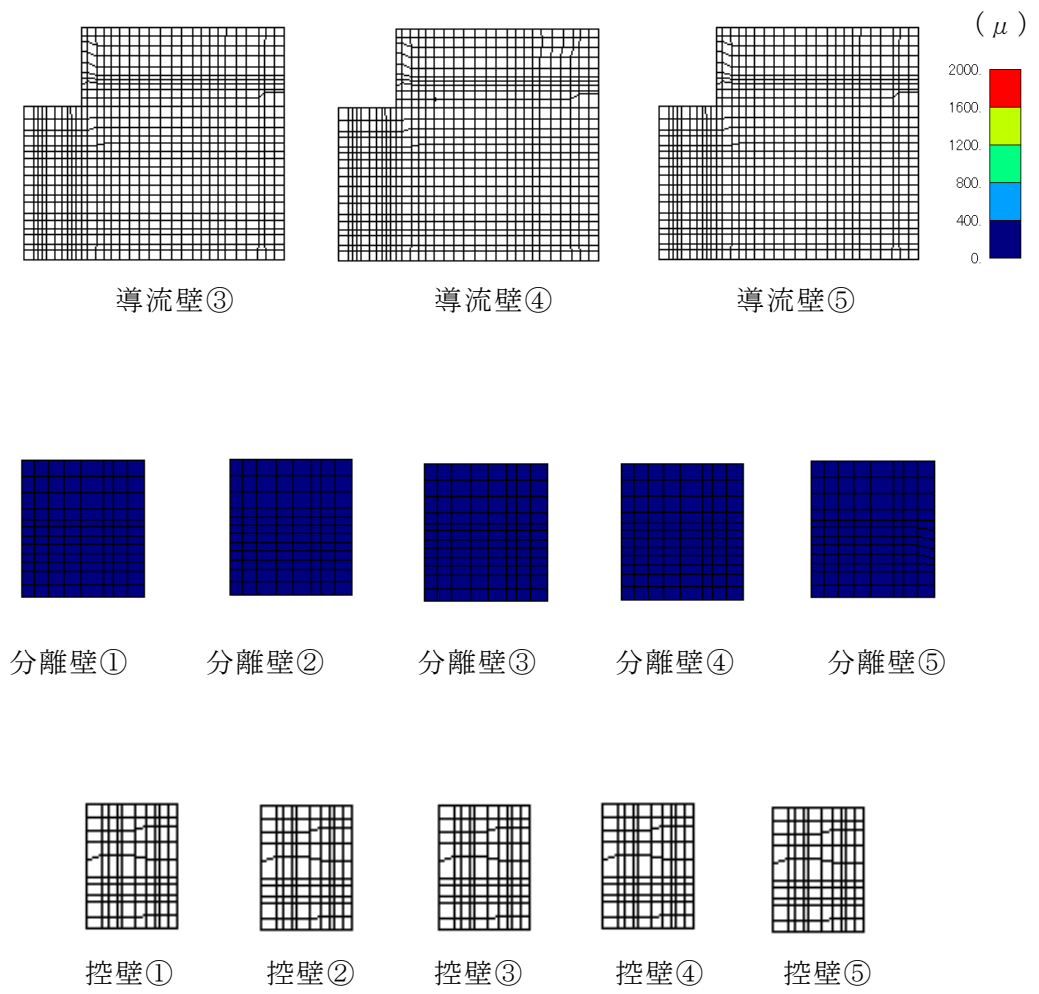 (μ)
2000.
1600.
1200.
800.
400.
0.
導流壁③ 導流壁④ 導流壁⑤
分離壁① 分離壁② 分離壁③ 分離壁④ 分離壁⑤
控壁① 控壁② 控壁③ 控壁④ 控壁⑤